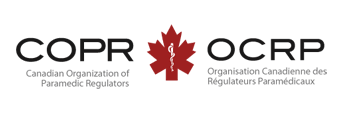 COPR
Canadian Organization of
Paramedic Regulators
OCRP
Organisation Canadienne des
Régulateurs Paramédicaux